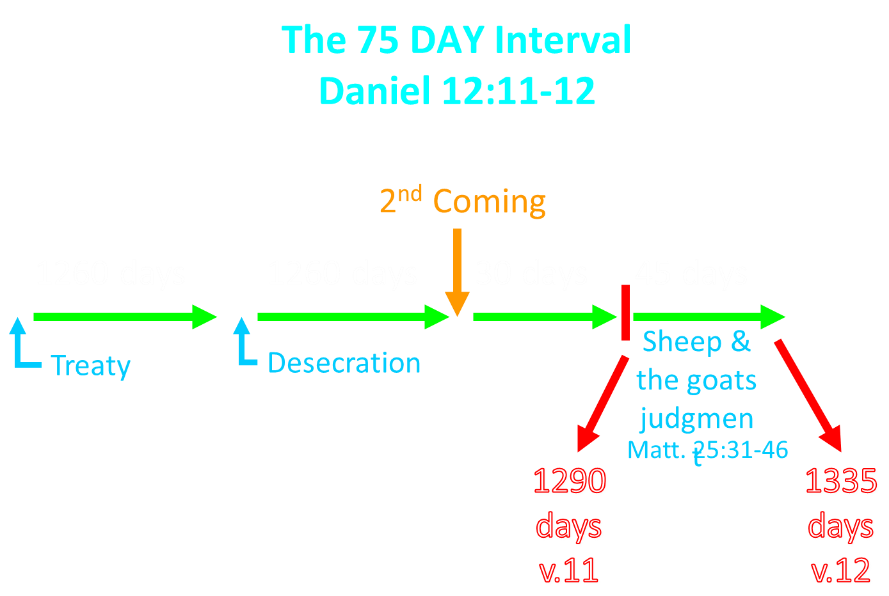 The 75 DAY Interval
Daniel 12:11-12
2nd Coming
Treaty
Desecration
Sheep &
the goats
judgmen
t
Matt. 25:31-46
1290
days
v.11
1335
days
v.12